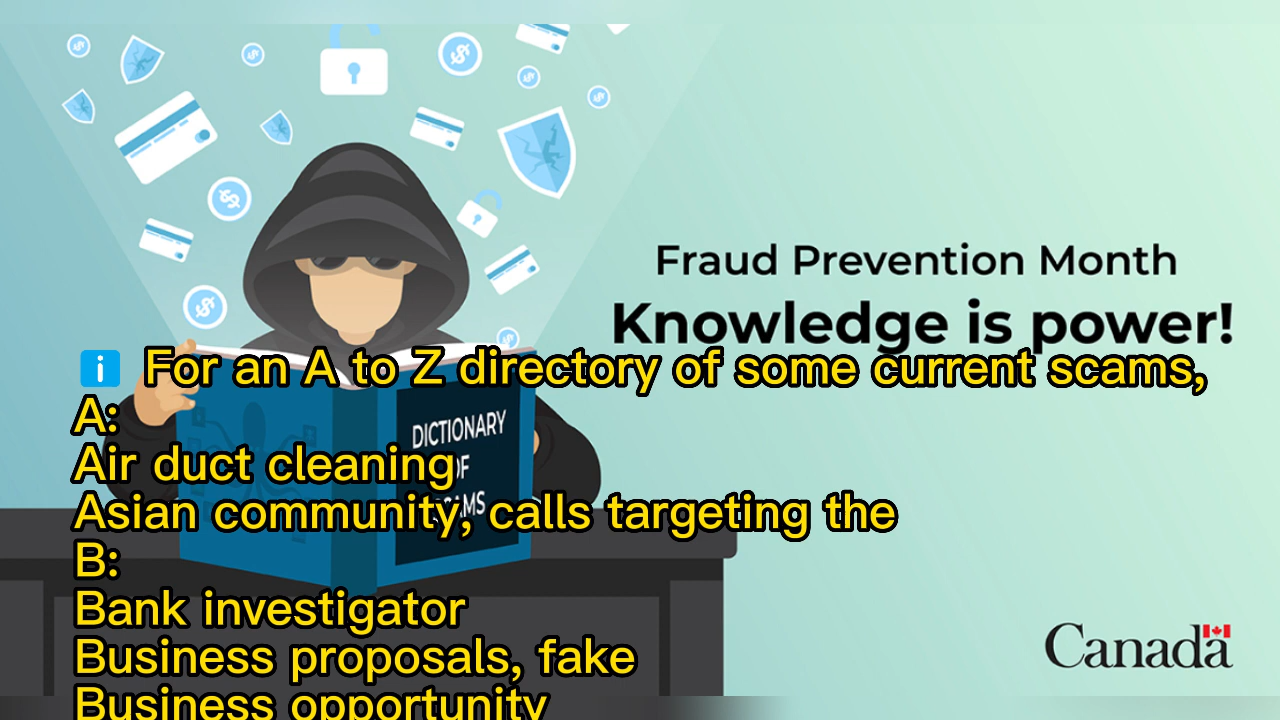 Fraud Prevention Month
Knowledge is power!
ℹ️ For an A to Z directory of some current scams,
A:
Air duct cleaning
Asian community, calls targeting the
B:
Bank investigator
Business proposals, fake
Business opportunity
DICTIONARY
OF
Canada